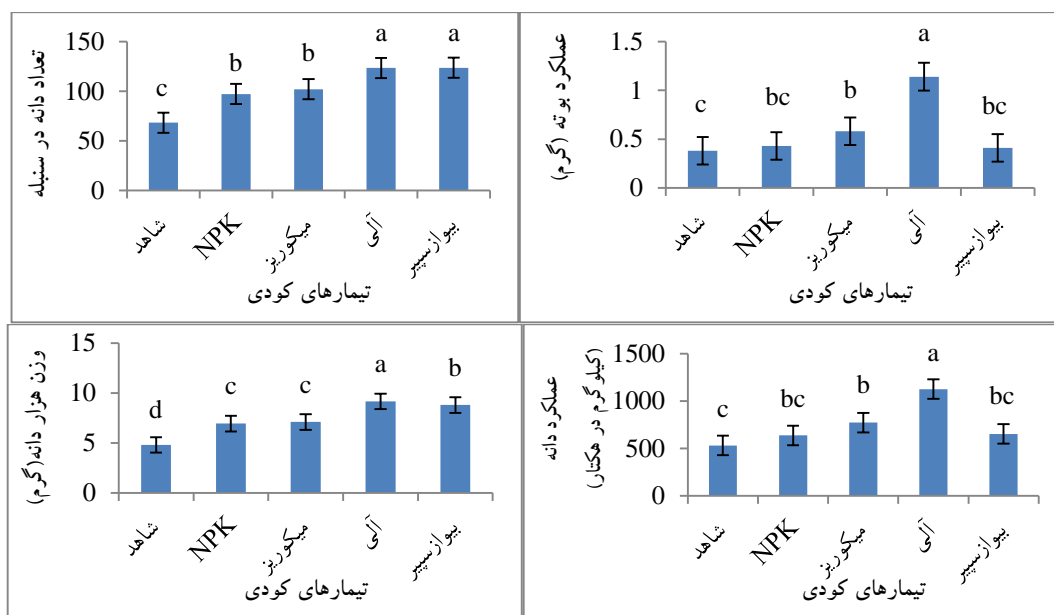 تعداد دانه در سنبله
150
100
50
0
c
b
b
a
a
شاهد
NPK
میکوریز
آلی
بیوازسپیر
تیمارهای کودی
عملکرد بوته (گرم)
1.5
1
0.5
0
c
bc
b
a
bc
شاهد
NPK
میکوریز
آلی
بیوازسپیر
تیمارهای کودی
وزن هزار دانه(گرم)
15
10
5
0
d
c
c
a
b
شاهد
NPK
میکوریز
آلی
بیوازسپیر
تیمارهای کودی
عملکرد دانه
(کیلوگرم در هکتار)
1500
1000
500
0
c
bc
b
a
bc
شاهد
NPK
میکوریز
آلی
بیوازسپیر
تیمارهای کودی